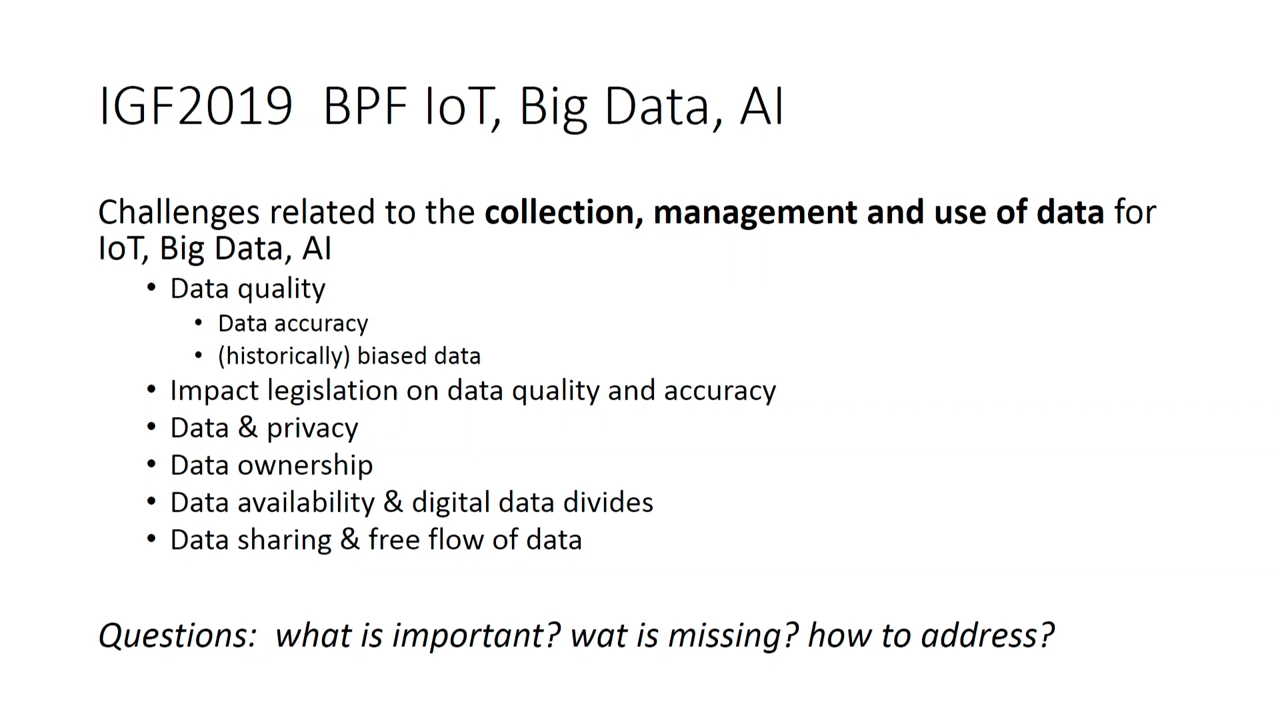 IGF2019  BPF IoT, Big Data, AI
Challenges related to the collection, management and use of data for
IoT, Big Data, AI
• Data quality
• Data accuracy
• (historically) biased data
• Impact legislation on data quality and accuracy
• Data & privacy
• Data ownership
• Data availability & digital data divides
• Data sharing & free flow of data
Questions:  what is important? wat is missing? how to address?